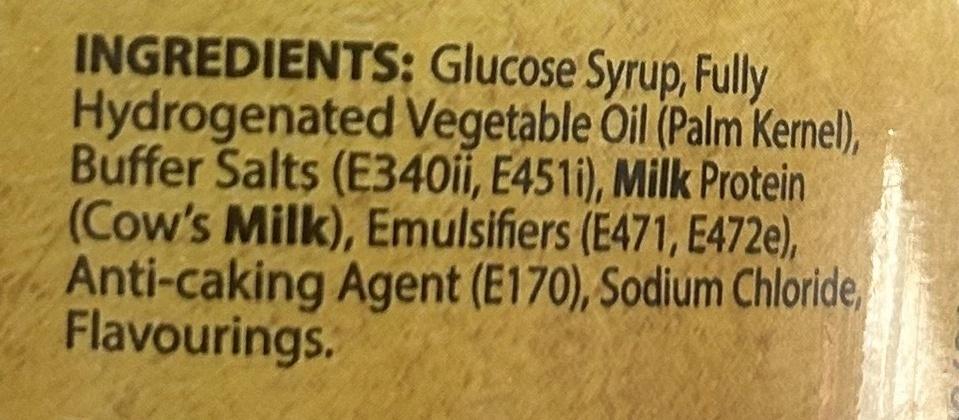 INGREDIENTS: Glucose Syrup, Fully
Hydrogenated Vegetable Oil (Palm Kernel),
Buffer Salts (E340ii, E451i), Milk Protein
(Cow's Milk), Emulsifiers (E471, E472e),
Anti-caking Agent (E170), Sodium Chloride,
Flavourings.